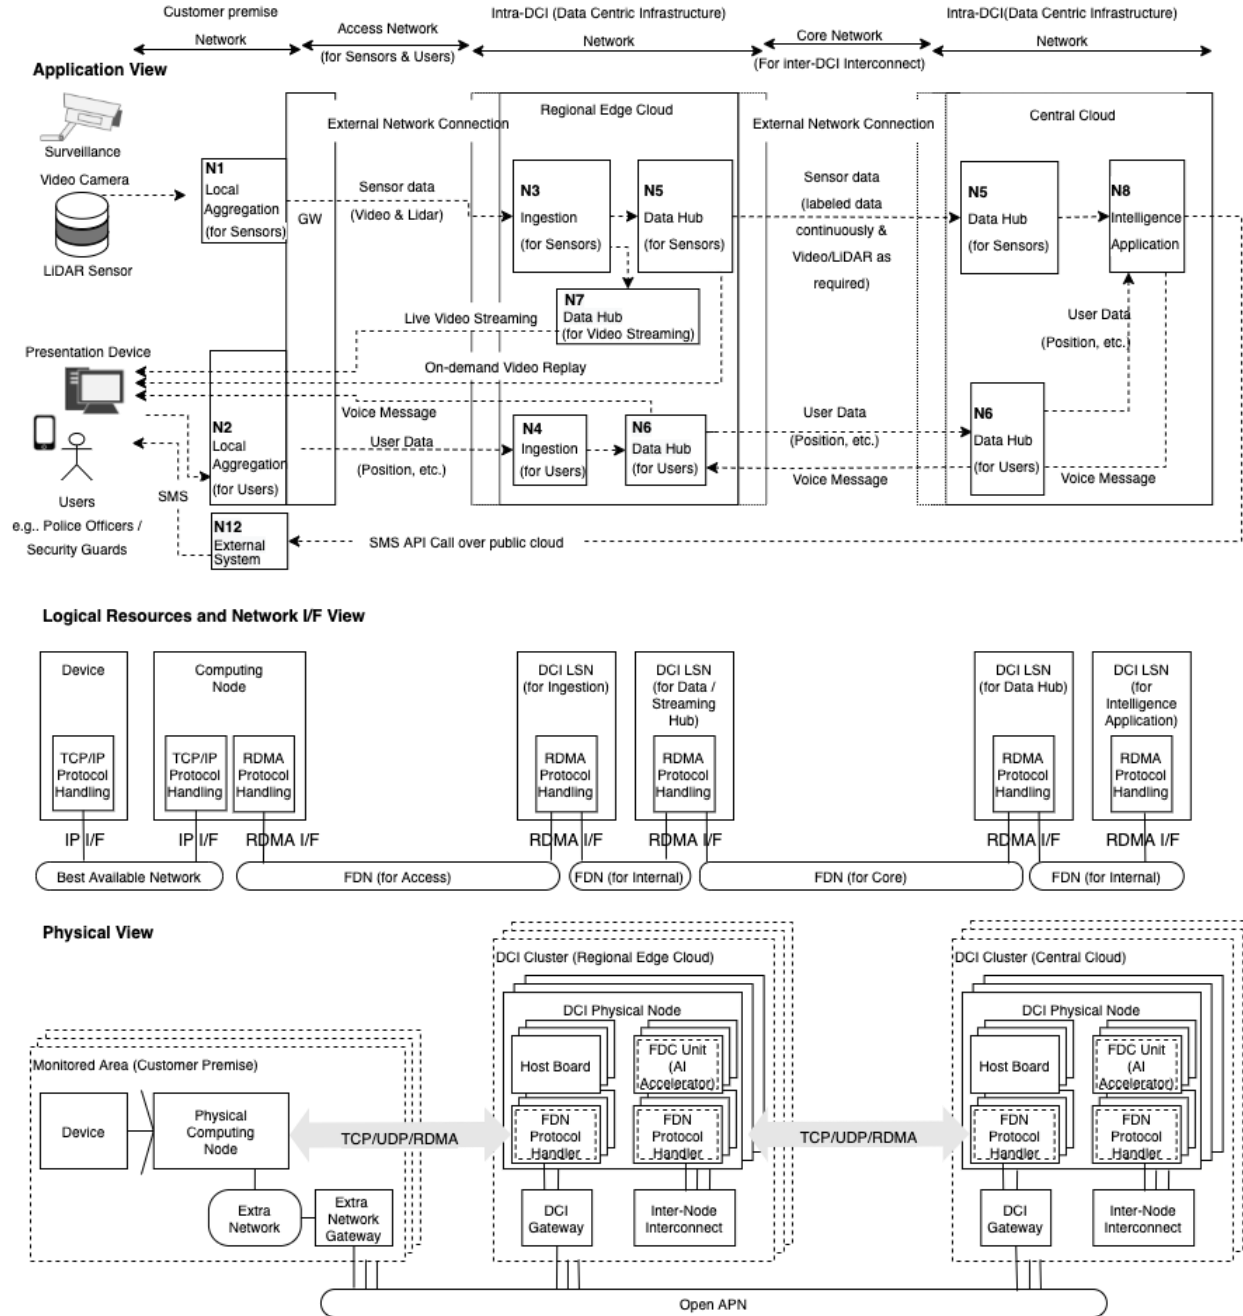 Customer premise
Network
Access Network
(for Sensors & Users)
Intra-DCI (Data Centric Infrastructure)
Network
Core Network
(For inter-DCI Interconnect)
Intra-DCI(Data Centric Infrastructure)
Network
Application View
Surveillance
Video Camera
LiDAR Sensor
N1
Local
Aggregation
(for Sensors)
GW
External Network Connection
Sensor data
(Video & Lidar)
Regional Edge Cloud
N3
Ingestion
(for Sensors)
N5
Data Hub
(for Sensors)
N7
Data Hub
(for Video Streaming)
External Network Connection
Sensor data
(labeled data
continuously &
Video/LiDAR as
required)
Central Cloud
N5
Data Hub
(for Sensors)
N8
Intelligence
Application
Live Video Streaming
On-demand Video Replay
Voice Message
User Data
(Position, etc.)
Presentation Device
Users
e.g.. Police Officers /
Security Guards
SMS
N2
Local
Aggregation
(for Users)
User Data
(Position, etc.)
N4
Ingestion
(for Users)
N6
Data Hub
(for Users)
User Data
(Position, etc.)
Voice Message
N6
Data Hub
(for Users)
Voice Message
N12
External
System
SMS API Call over public cloud
Logical Resources and Network I/F View
Device
TCP/IP
Protocol
Handling
IP I/F
Computing
Node
TCP/IP
Protocol
Handling
IP I/F
RDMA
Protocol
Handling
RDMA I/F
DCI LSN
(for Ingestion)
RDMA
Protocol
Handling
RDMA I/F
DCI LSN
(for Data /
Streaming
Hub)
RDMA
Protocol
Handling
RDMA I/F
DCI LSN
(for Data Hub)
RDMA
Protocol
Handling
RDMA I/F
DCI LSN
(for
Intelligence
Application)
RDMA
Protocol
Handling
RDMA I/F
Best Available Network
FDN (for Access)
FDN (for Internal)
FDN (for Core)
FDN (for Internal)
Physical View
Monitored Area (Customer Premise)
Device
Physical
Computing
Node
Extra
Network
Extra
Network
Gateway
TCP/UDP/RDMA
DCI Cluster (Regional Edge Cloud)
DCI Physical Node
Host Board
FDC Unit
(AI
Accelerator)
FDN
Protocol
Handler
FDN
Protocol
Handler
DCI
Gateway
Inter-Node
Interconnect
TCP/UDP/RDMA
DCI Cluster (Central Cloud)
DCI Physical Node
Host Board
FDC Unit
(AI
Accelerator)
FDN
Protocol
Handler
FDN
Protocol
Handler
DCI
Gateway
Inter-Node
Interconnect
Open APN